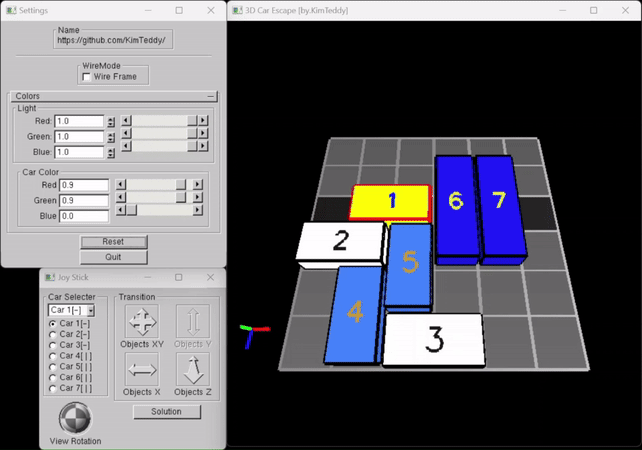 Settings
Name
https://github.com/KimTeddy/
WireMode
Wire Frame
Colors
Light
Red: 1.0
Green: 1.0
Blue: 1.0
Car Color
Red 0.9
Green 0.9
Blue 0.0
Reset
Quit
Joy Stick
Car Selecter
Car 1[-]
Car 1[-]
Car 2[-]
Car 3[-]
Car 4[ | ]
Car 5[ | ]
Car 6[ | ]
Car 7[ | ]
View Rotation
Transition
Objects XY
Objects Y
Objects X
Objects Z
Solution
3D Car Escape [by.KimTeddy]
1
6
7
2
5
4
3